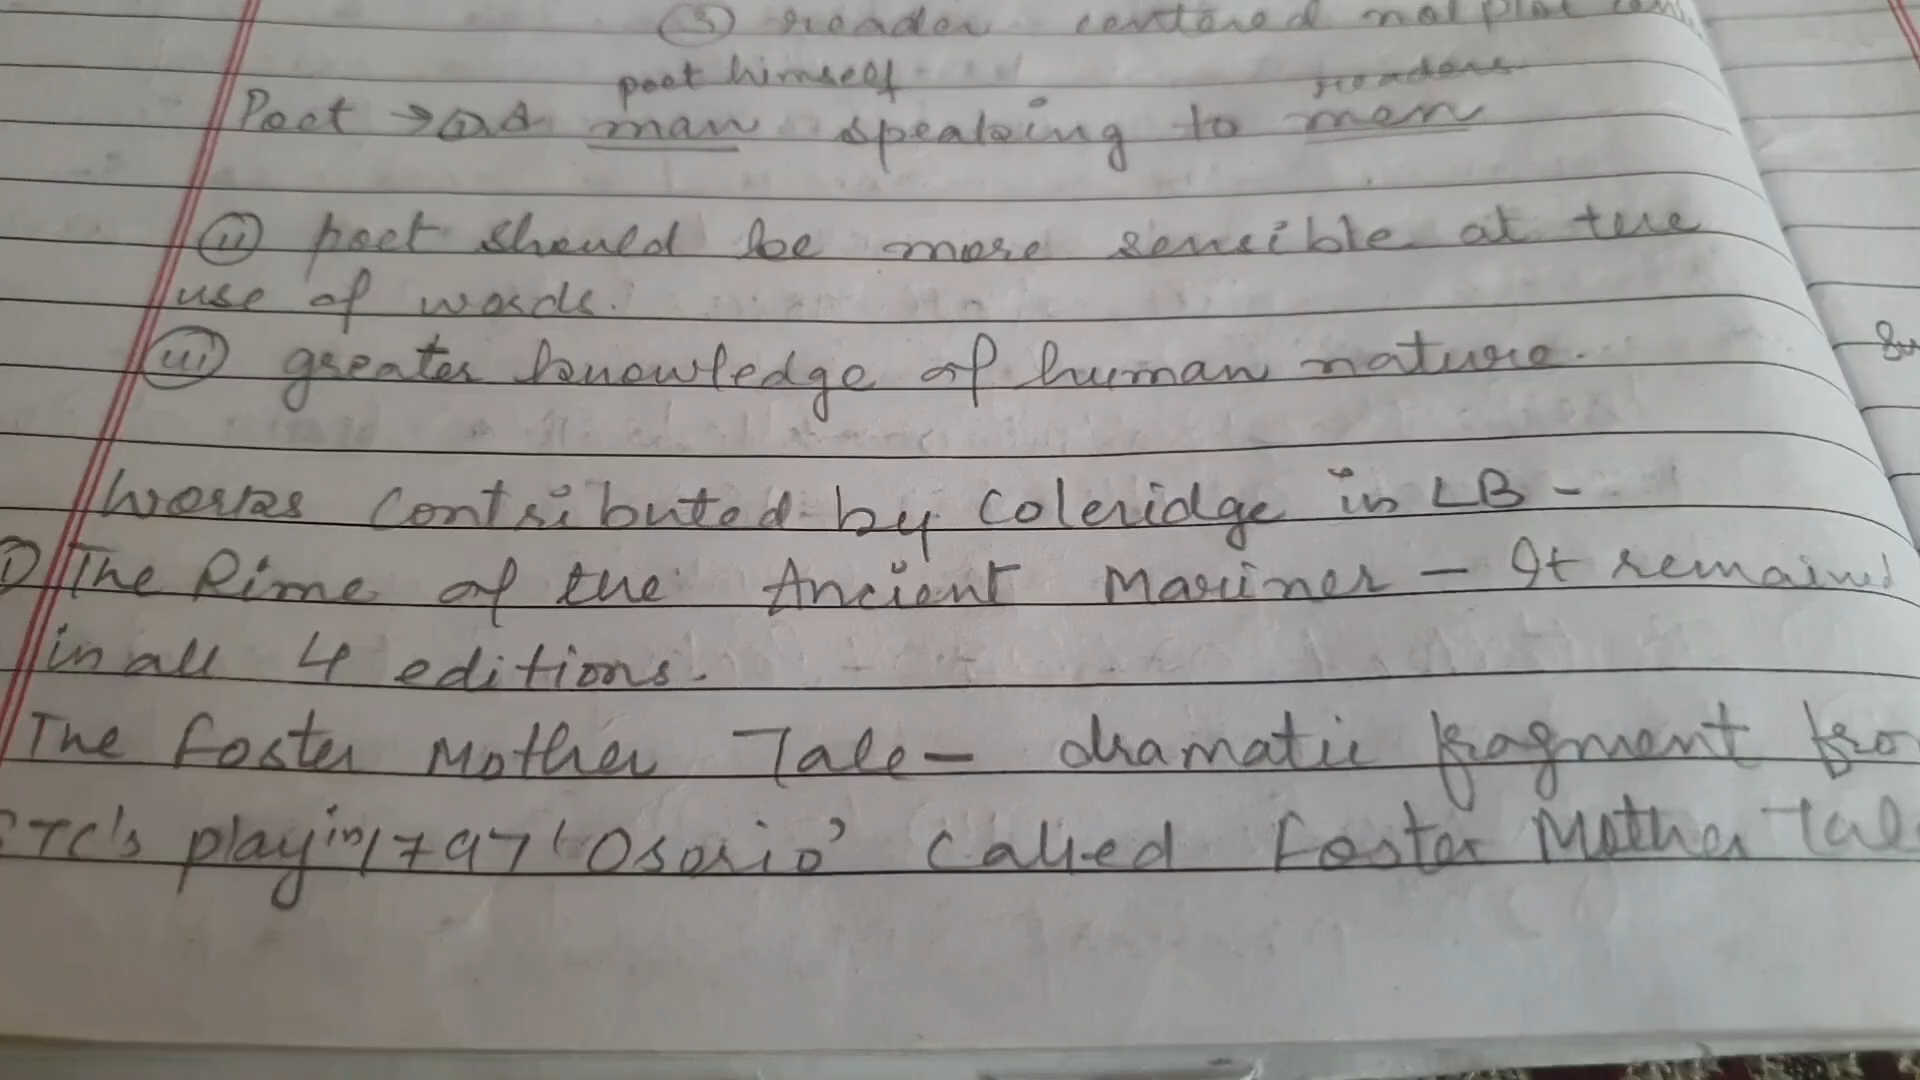 ③ reader centered not plot
poet himself readers
Poet → ① A man speaking to men
ⅱ poet should be more sensible at the
use of words.
ⅲ greater knowledge of human nature.
Works Contributed by Coleridge in LB -
① The Rime of the Ancient Mariner - It remained
in all 4 editions.
The Foster Mother Tale - dramatic fragment fro
STC's play in 1797 'Osorio' Called Foster Mother Tal